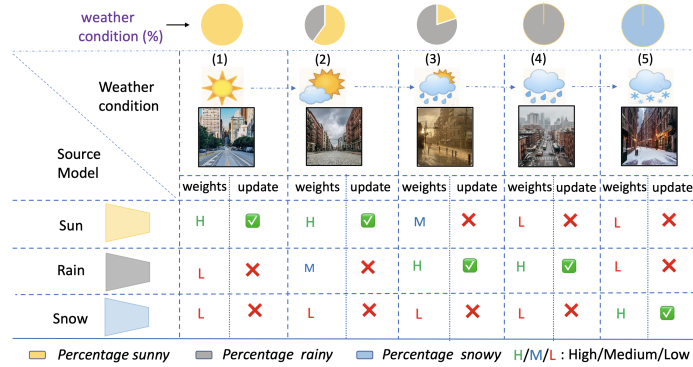 weather
condition (%)
(1) (2) (3) (4) (5)
Weather
condition
Source
Model
weights update weights update weights update weights update weights update
Sun H ✅ H ✅ M ❌ L ❌ L ❌
Rain L ❌ M ❌ H ✅ H ✅ L ❌
Snow L ❌ L ❌ L ❌ L ❌ H ✅
Percentage sunny Percentage rainy Percentage snowy H/M/L : High/Medium/Low